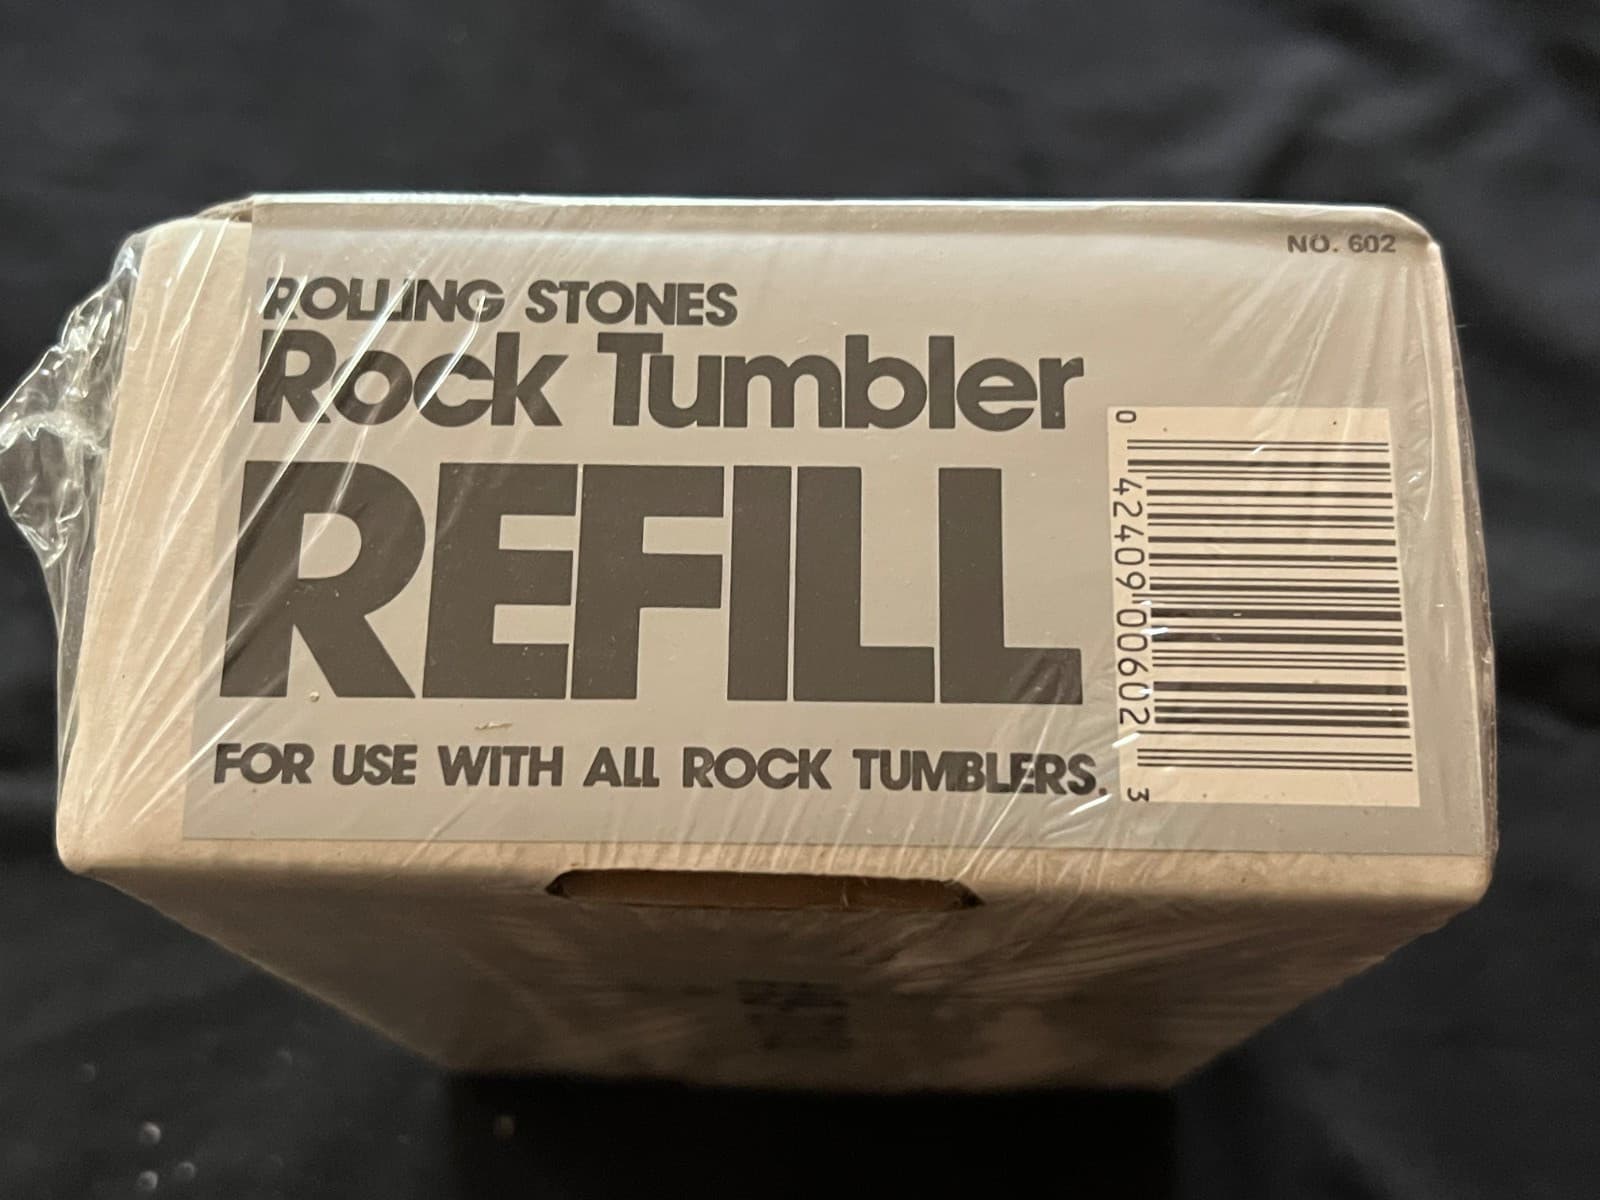 NO. 602
ROLLING STONES
Rock Tumbler
REFILL
FOR USE WITH ALL ROCK TUMBLERS.
0 42409 00602 3